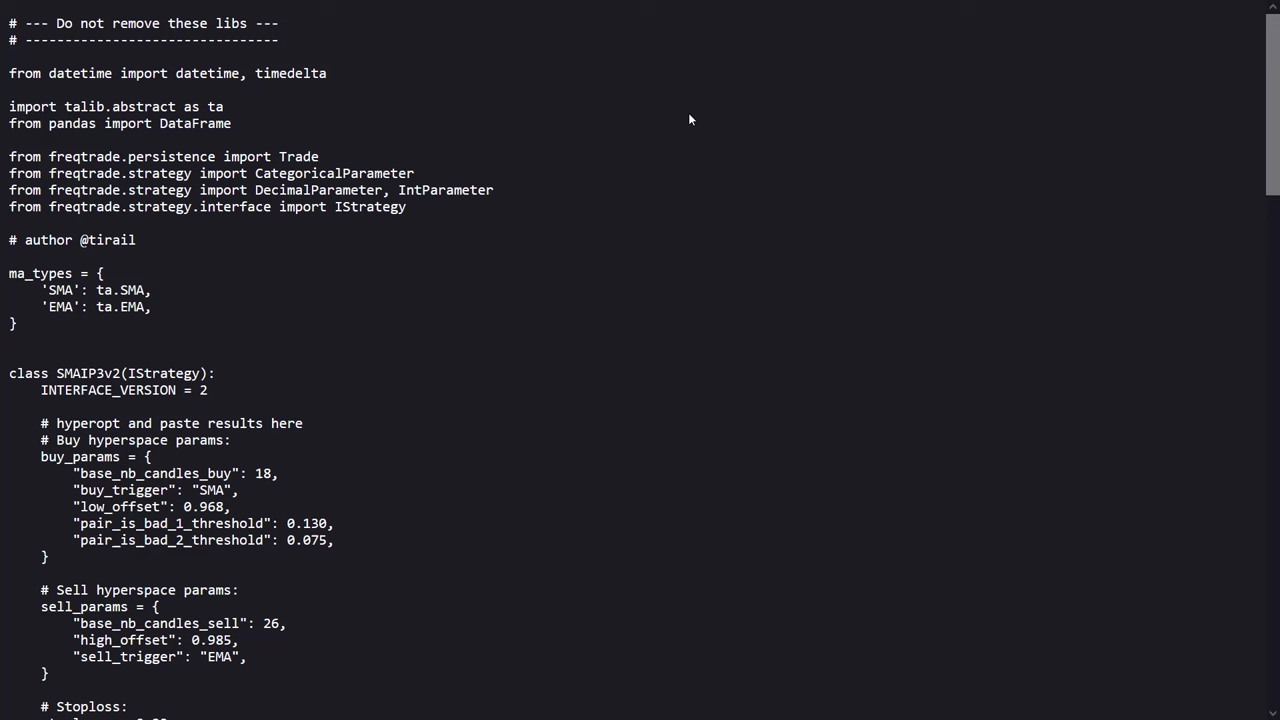 # --- Do not remove these libs ---
# --------------------------------
from datetime import datetime, timedelta
import talib.abstract as ta
from pandas import DataFrame
from freqtrade.persistence import Trade
from freqtrade.strategy import CategoricalParameter
from freqtrade.strategy import DecimalParameter, IntParameter
from freqtrade.strategy.interface import IStrategy
# author @tirail
ma_types = {
    'SMA': ta.SMA,
    'EMA': ta.EMA,
}
class SMAIP3v2(IStrategy):
    INTERFACE_VERSION = 2
    # hyperopt and paste results here
    # Buy hyperspace params:
    buy_params = {
        "base_nb_candles_buy": 18,
        "buy_trigger": "SMA",
        "low_offset": 0.968,
        "pair_is_bad_1_threshold": 0.130,
        "pair_is_bad_2_threshold": 0.075,
    }
    # Sell hyperspace params:
    sell_params = {
        "base_nb_candles_sell": 26,
        "high_offset": 0.985,
        "sell_trigger": "EMA",
    }
    # Stoploss: